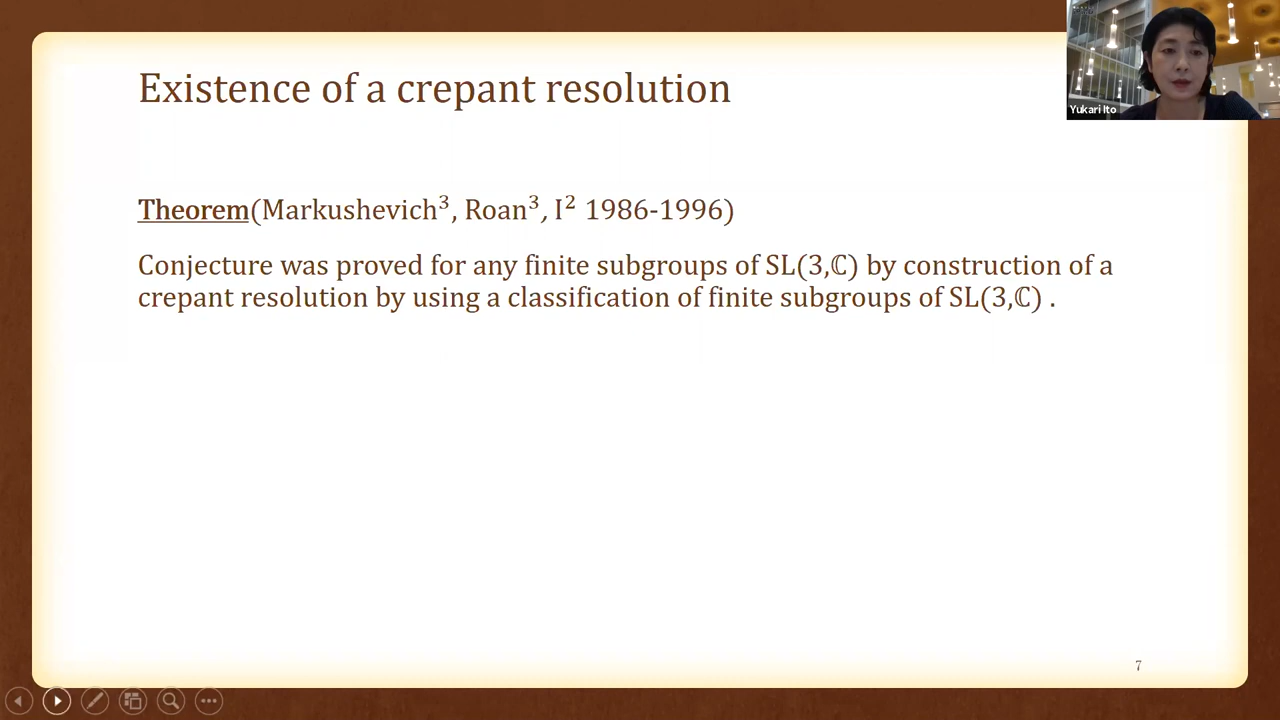 Existence of a crepant resolution
Yukari Ito
Theorem(Markushevich³, Roan³, I² 1986-1996)
Conjecture was proved for any finite subgroups of SL(3,ℂ) by construction of a
crepant resolution by using a classification of finite subgroups of SL(3,ℂ) .
7